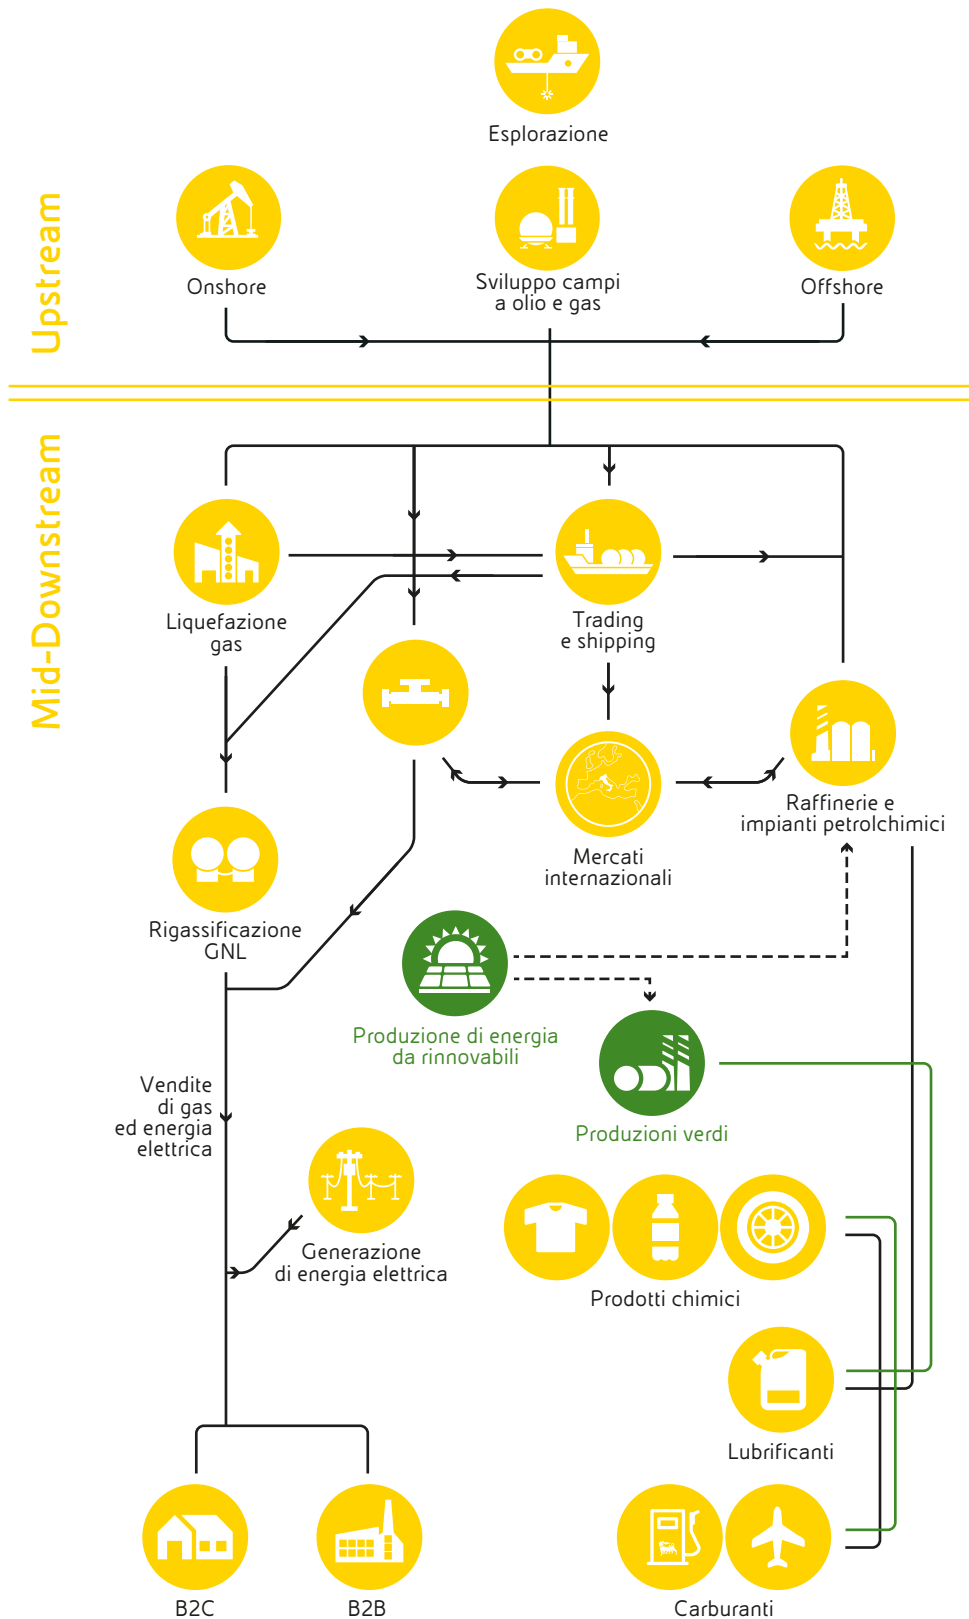 Upstream
Esplorazione
Onshore
Sviluppo campi
a olio e gas
Offshore
Mid-Downstream
Liquefazione
gas
Trading
e shipping
Raffinerie e
impianti petrolchimici
Mercati
internazionali
Rigassificazione
GNL
Produzione di energia
da rinnovabili
Vendite
di gas
ed energia
elettrica
Produzioni verdi
Generazione
di energia elettrica
Prodotti chimici
Lubrificanti
B2C
B2B
Carburanti